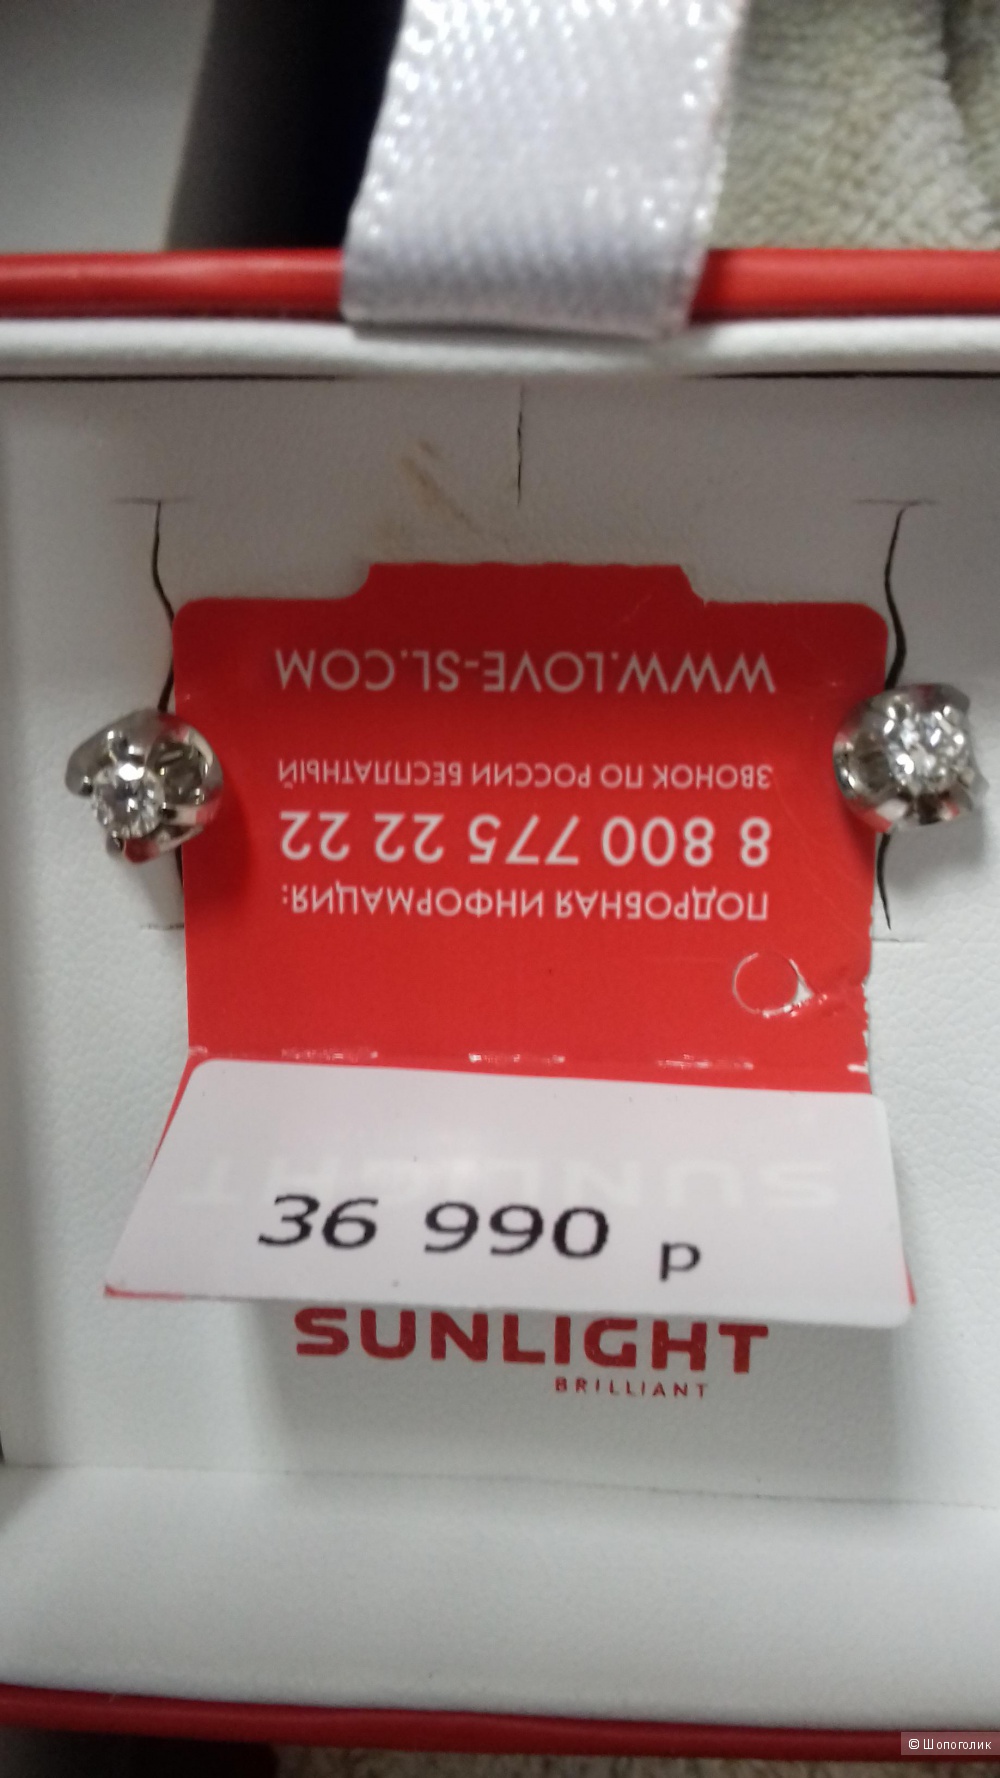 WWW.LOVE-SL.COM
ЗВОНОК ПО РОССИИ БЕСПЛАТНЫЙ
8 800 775 22 22
ПОДРОБНАЯ ИНФОРМАЦИЯ:
SUNLIGHT
36 990 р
SUNLIGHT
BRILLIANT
© Шопоголик